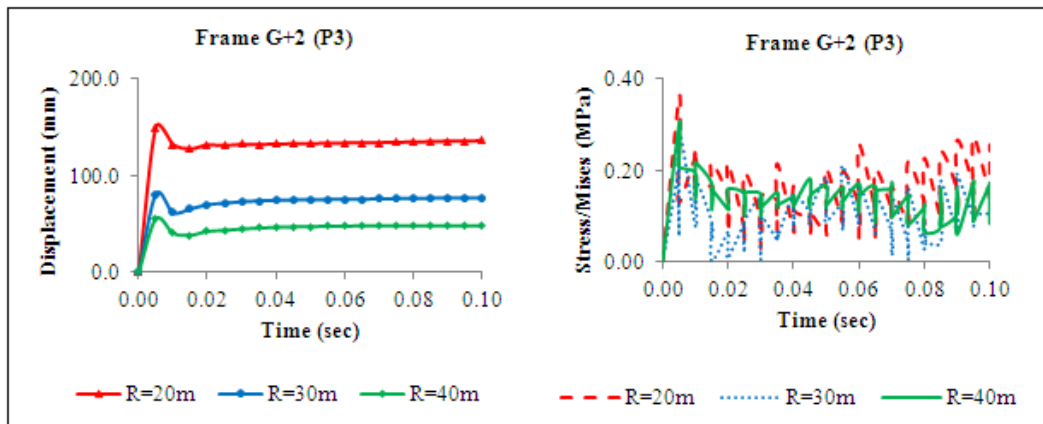 Frame G+2 (P3)
Displacement (mm)
200.0
100.0
0.0
0.00 0.02 0.04 0.06 0.08 0.10
Time (sec)
R=20m R=30m R=40m
Frame G+2 (P3)
Stress/Mises (MPa)
0.40
0.20
0.00
0.00 0.02 0.04 0.06 0.08 0.10
Time (sec)
R=20m R=30m R=40m